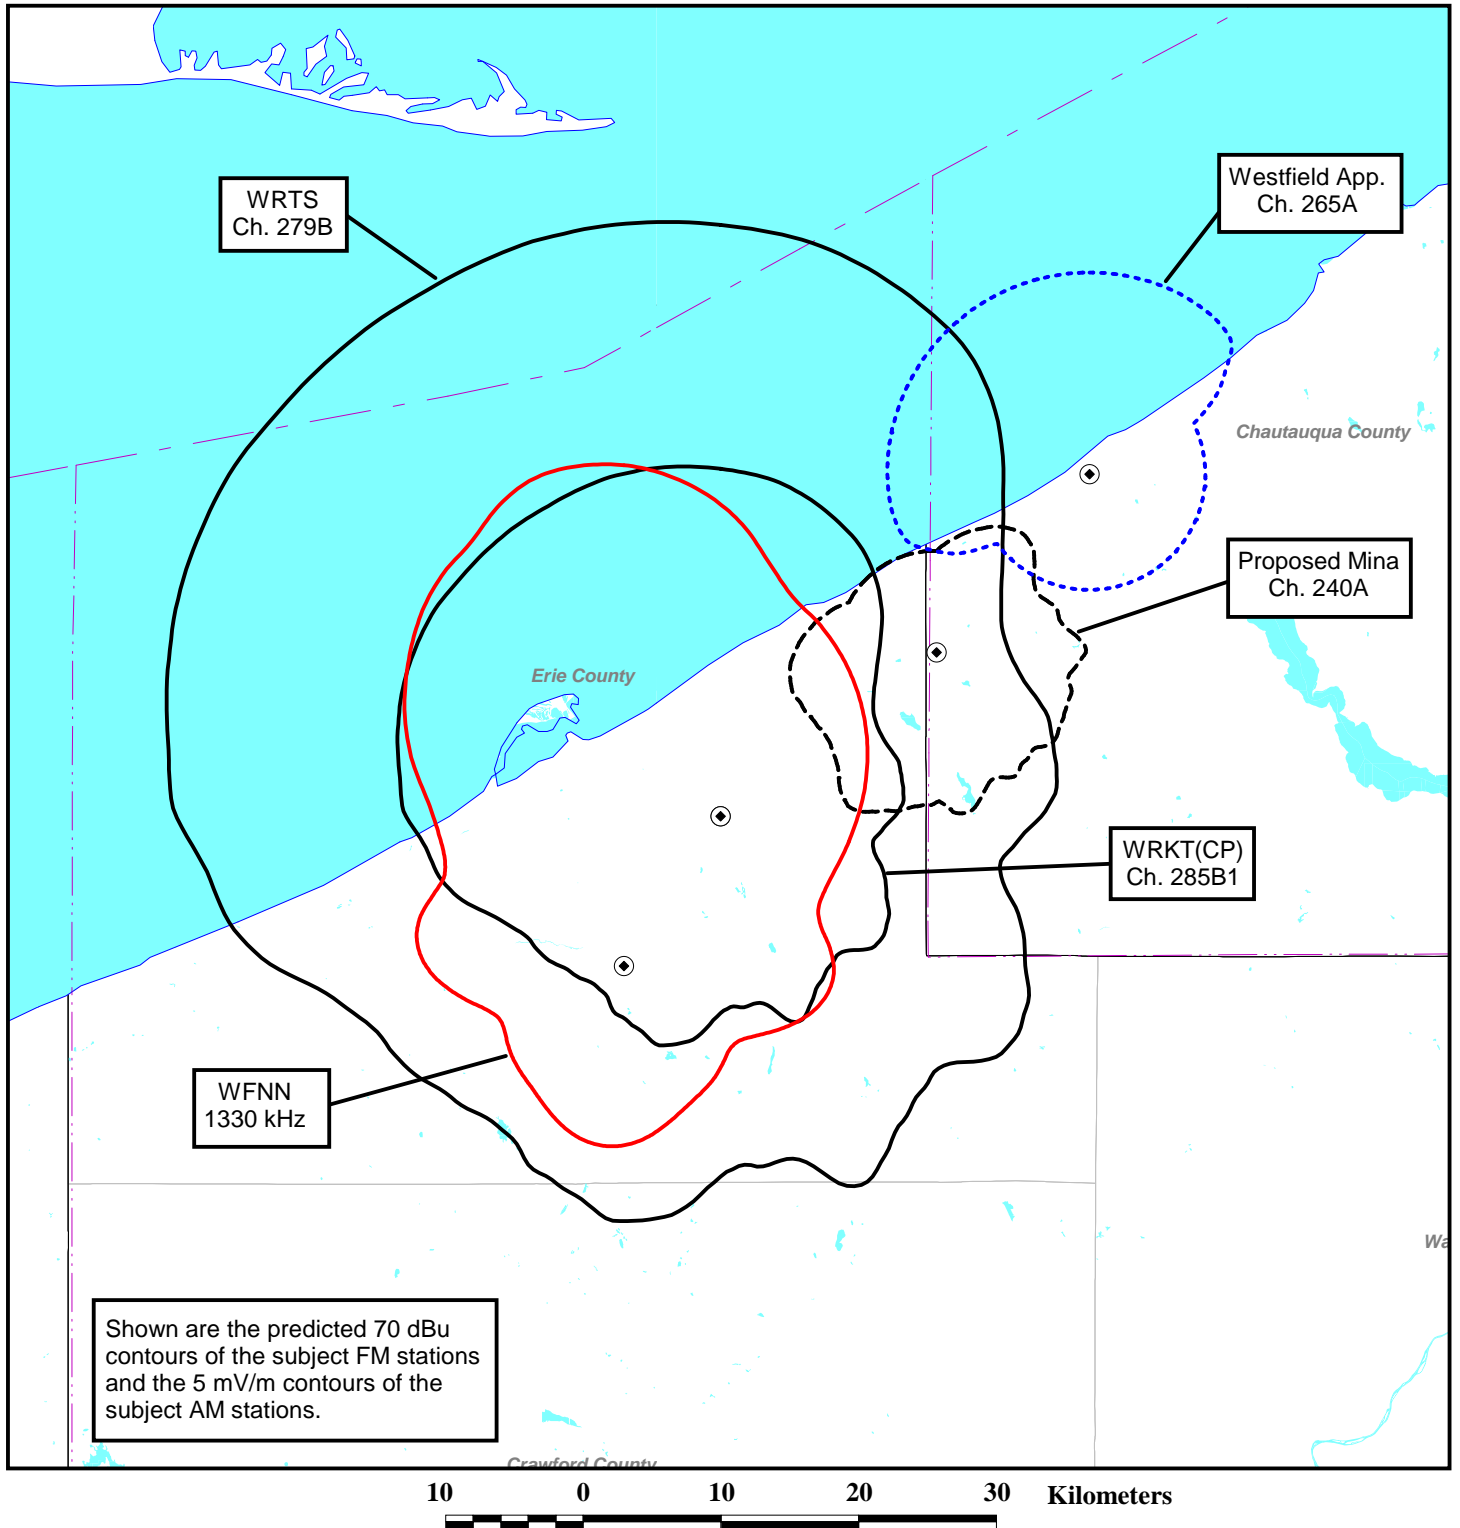 WRTS
Ch. 279B
Westfield App.
Ch. 265A
Chautauqua County
Proposed Mina
Ch. 240A
Erie County
WRKT(CP)
Ch. 285B1
WFNN
1330 kHz
Wa
Shown are the predicted 70 dBu
contours of the subject FM stations
and the 5 mV/m contours of the
subject AM stations.
Crawford County
10 0 10 20 30 Kilometers